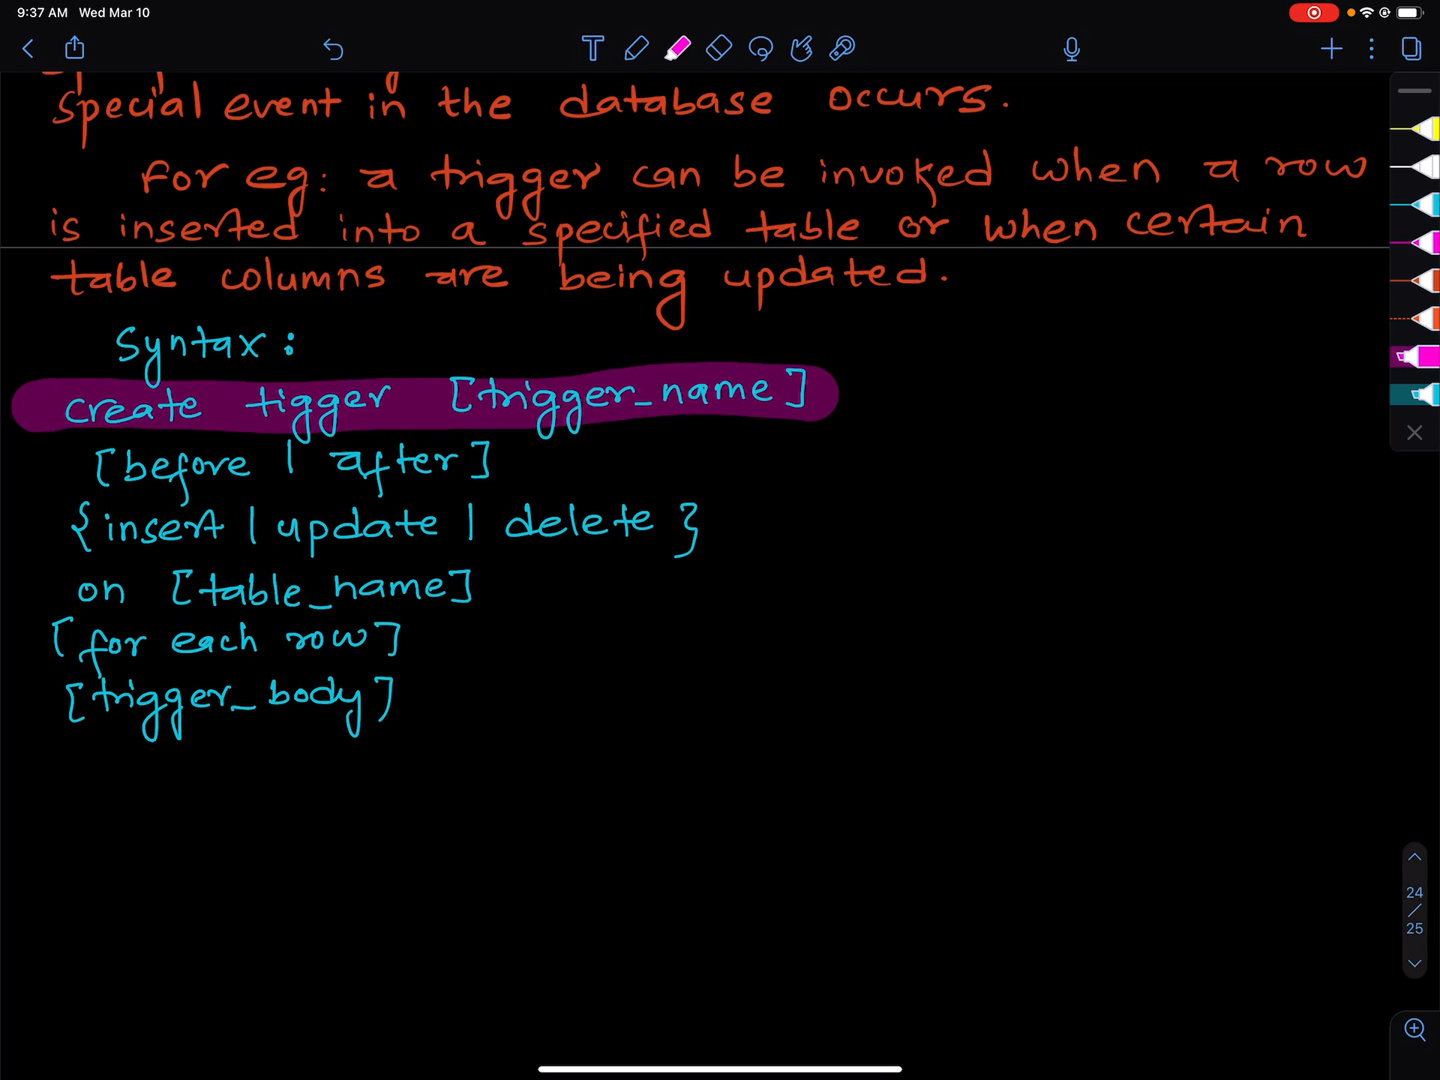 9:37 AM Wed Mar 10
special event in the database occurs.
for eg: a trigger can be invoked when a row
is inserted into a specified table or when certain
table columns are being updated.
Syntax:
create tigger [trigger_name]
[before | after]
{insert | update | delete}
on [table_name]
[for each row]
[trigger_body]
24
/
25